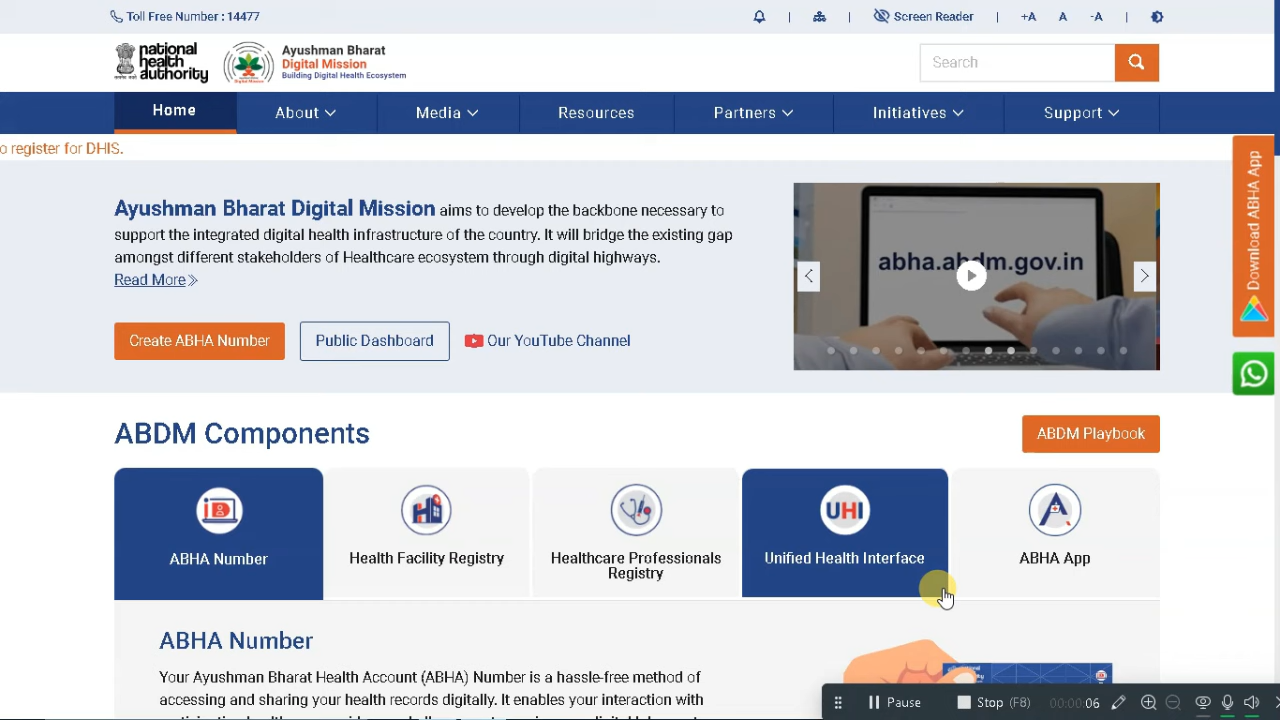 Toll Free Number : 14477
Screen Reader
+A
A
-A
national
health
authority
Ayushman Bharat
Digital Mission
Building Digital Health Ecosystem
Search
Home
About
Media
Resources
Partners
Initiatives
Support
o register for DHIS.
Download ABHA App
Ayushman Bharat Digital Mission aims to develop the backbone necessary to
support the integrated digital health infrastructure of the country. It will bridge the existing gap
amongst different stakeholders of Healthcare ecosystem through digital highways.
Read More
abha.abdm.gov.in
Create ABHA Number
Public Dashboard
Our YouTube Channel
ABDM Components
ABDM Playbook
ABHA Number
Health Facility Registry
Healthcare Professionals
Registry
UHI
Unified Health Interface
ABHA App
ABHA Number
Your Ayushman Bharat Health Account (ABHA) Number is a hassle-free method of
accessing and sharing your health records digitally. It enables your interaction with
Pause
Stop (F8)
00:00:06